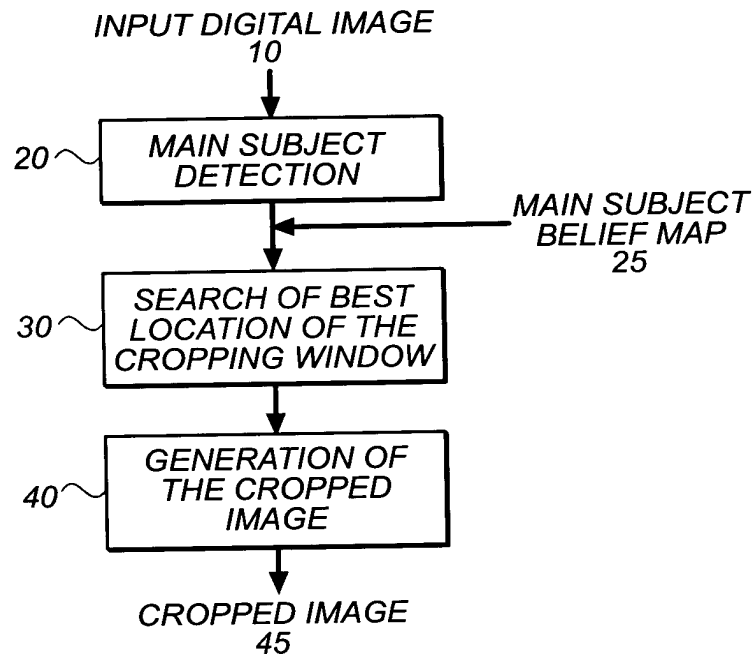 INPUT DIGITAL IMAGE
10
20
MAIN SUBJECT
DETECTION
MAIN SUBJECT
BELIEF MAP
25
30
SEARCH OF BEST
LOCATION OF THE
CROPPING WINDOW
40
GENERATION OF
THE CROPPED
IMAGE
CROPPED IMAGE
45